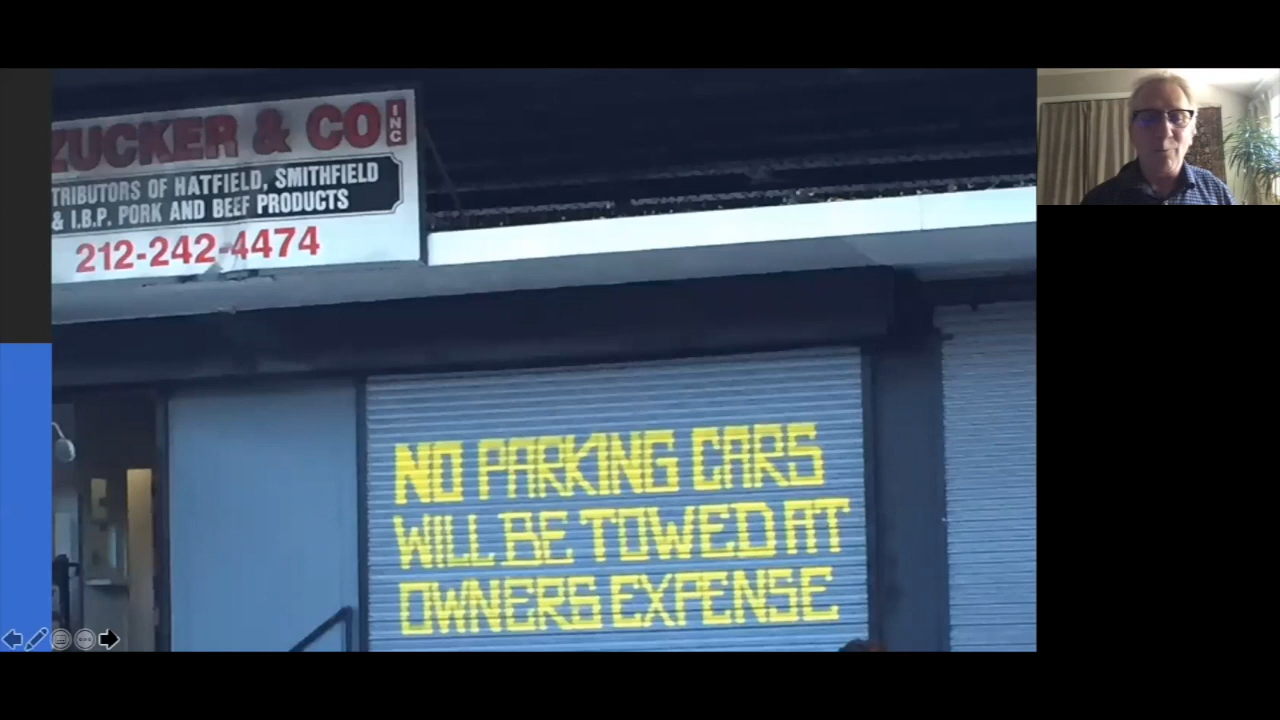 ZUCKER & CO INC
TRIBUTORS OF HATFIELD, SMITHFIELD
& I.B.P. PORK AND BEEF PRODUCTS
212-242-4474
NO PARKING CARS
WILL BE TOWED AT
OWNERS EXPENSE